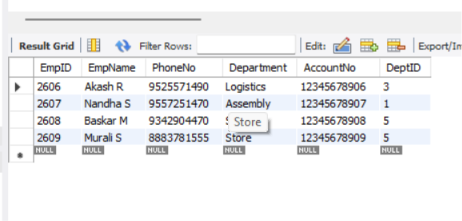 Result Grid Filter Rows: Edit: Export/Im
EmpID EmpName PhoneNo Department AccountNo DeptID
2606 Akash R 9525571490 Logistics 12345678906 3
2607 Nandha S 9557251470 Assembly 12345678907 1
2608 Baskar M 9342904470 Store 12345678908 5
2609 Murali S 8883781555 Store 12345678909 5
NULL NULL NULL NULL NULL NULL